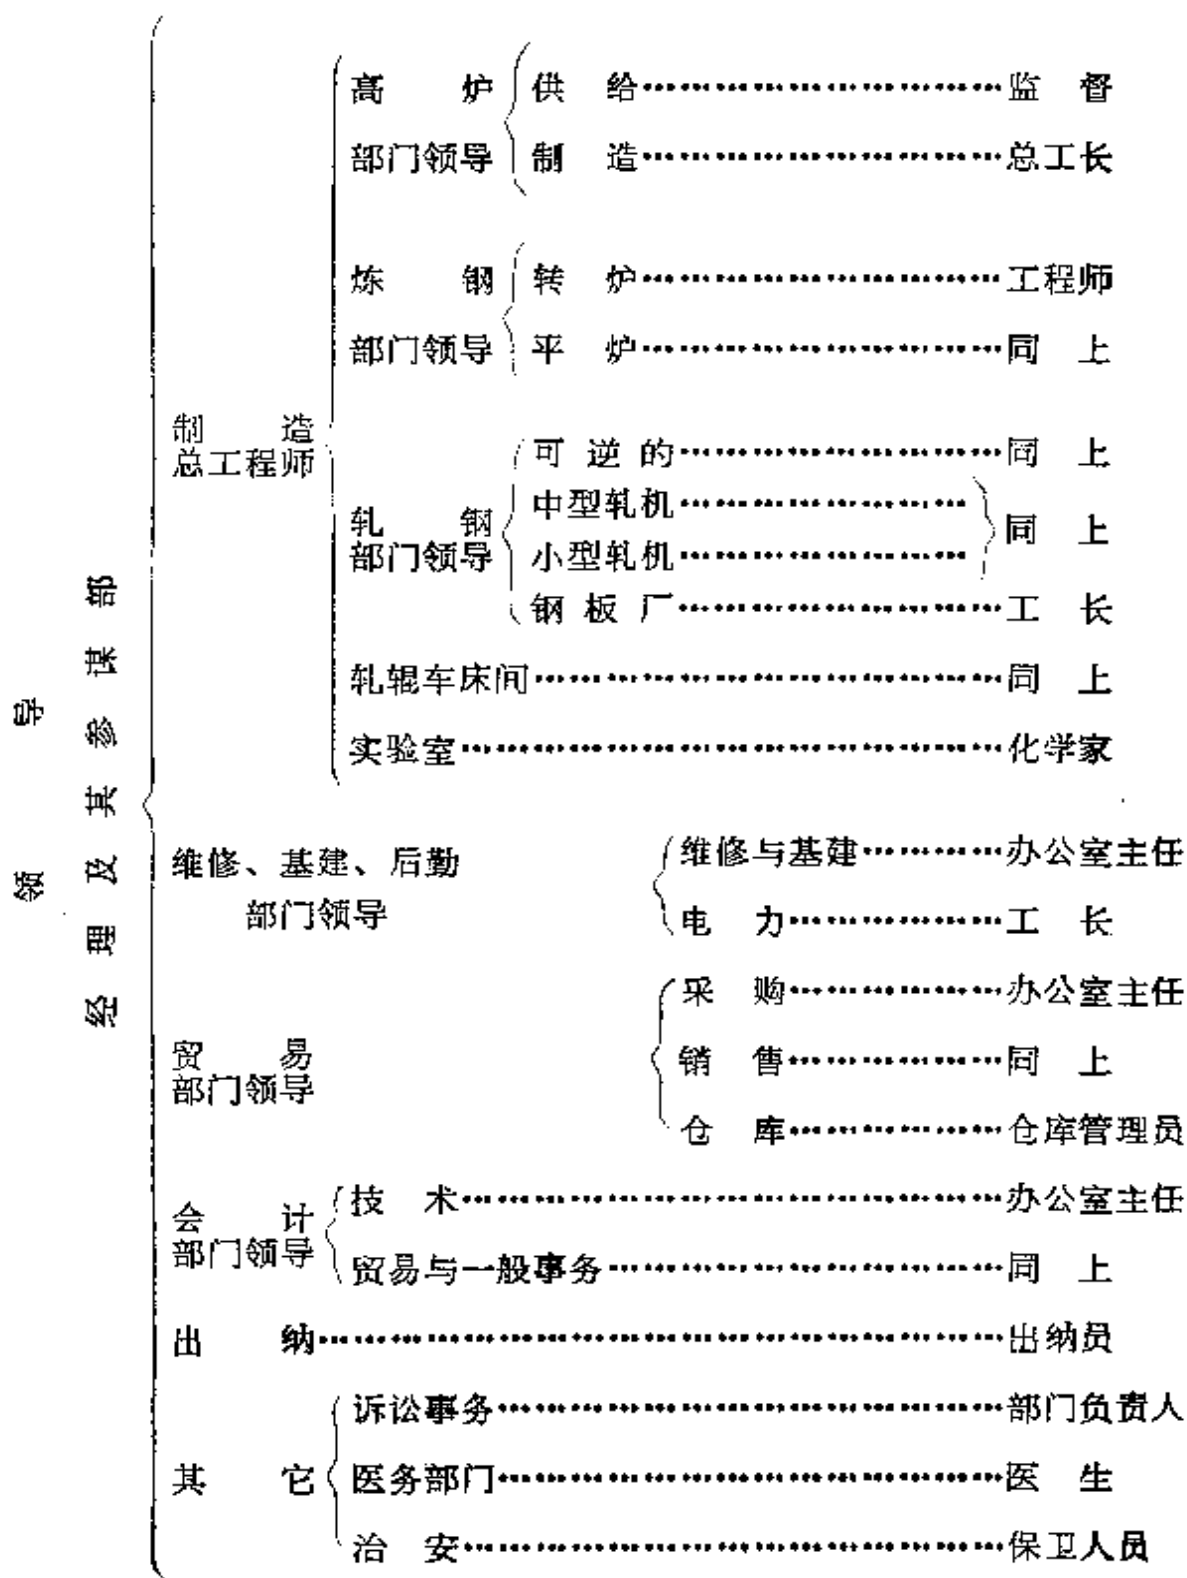 领导
经理及其参谋部
制造
总工程师
高炉
部门领导
供给……监督
制造……总工长
炼钢
部门领导
转炉……工程师
平炉……同上
轧钢
部门领导
可逆的……同上
中型轧机……
小型轧机……
同上
钢板厂……工长
轧辊车床间……同上
实验室……化学家
维修、基建、后勤
部门领导
维修与基建……办公室主任
电力……工长
贸易
部门领导
采购……办公室主任
销售……同上
仓库……仓库管理员
会计
部门领导
技术……办公室主任
贸易与一般事务……同上
出纳……出纳员
其它
诉讼事务……部门负责人
医务部门……医生
治安……保卫人员